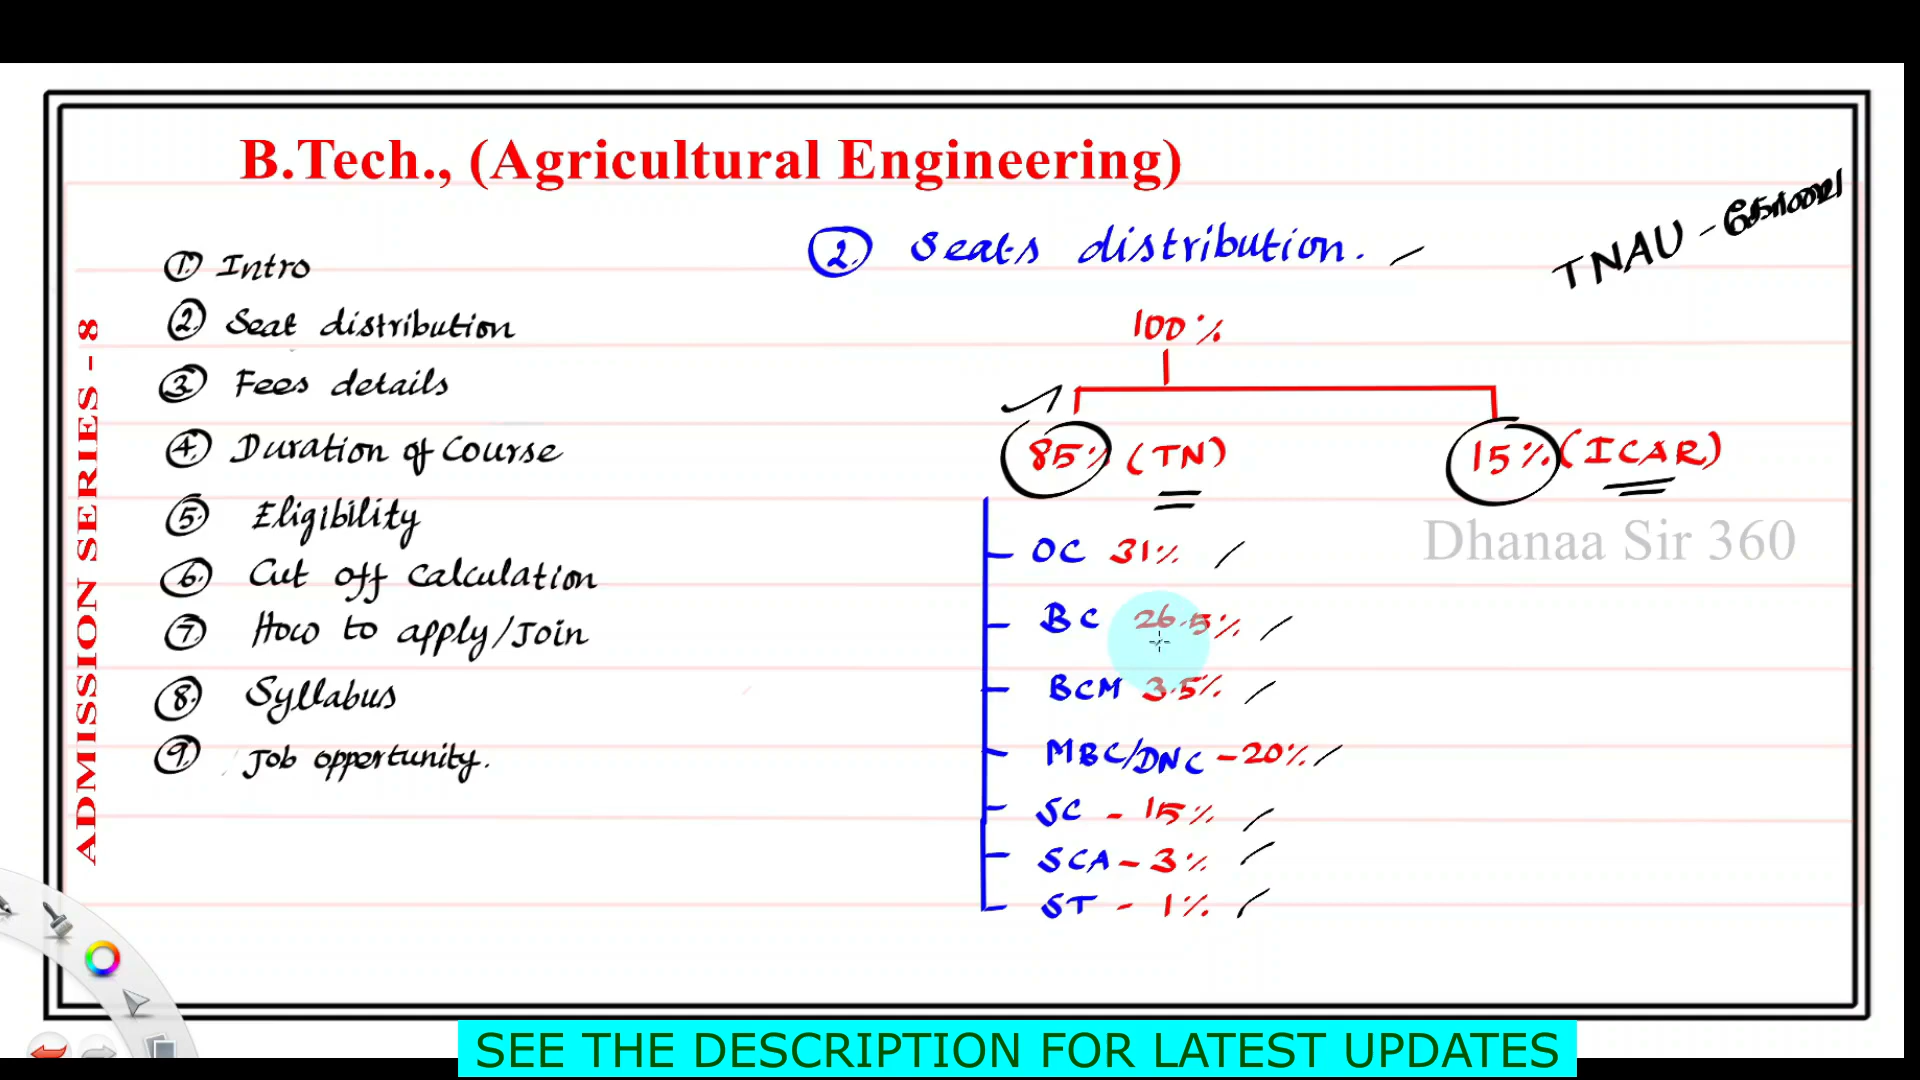 B.Tech., (Agricultural Engineering)
ADMISSION SERIES - 8
① Intro
② Seat distribution
③ Fees details
④ Duration of Course
⑤ Eligibility
⑥ Cut off Calculation
⑦ How to apply/Join
⑧ Syllabus
⑨ Job opportunity.
② Seats distribution.
TNAU -
100%
85% (TN)
15% (ICAR)
OC 31%
BC 26.5%
BCM 3.5%
MBC/DNC - 20%
SC - 15%
SCA - 3%
ST - 1%
Dhanaa Sir 360
SEE THE DESCRIPTION FOR LATEST UPDATES